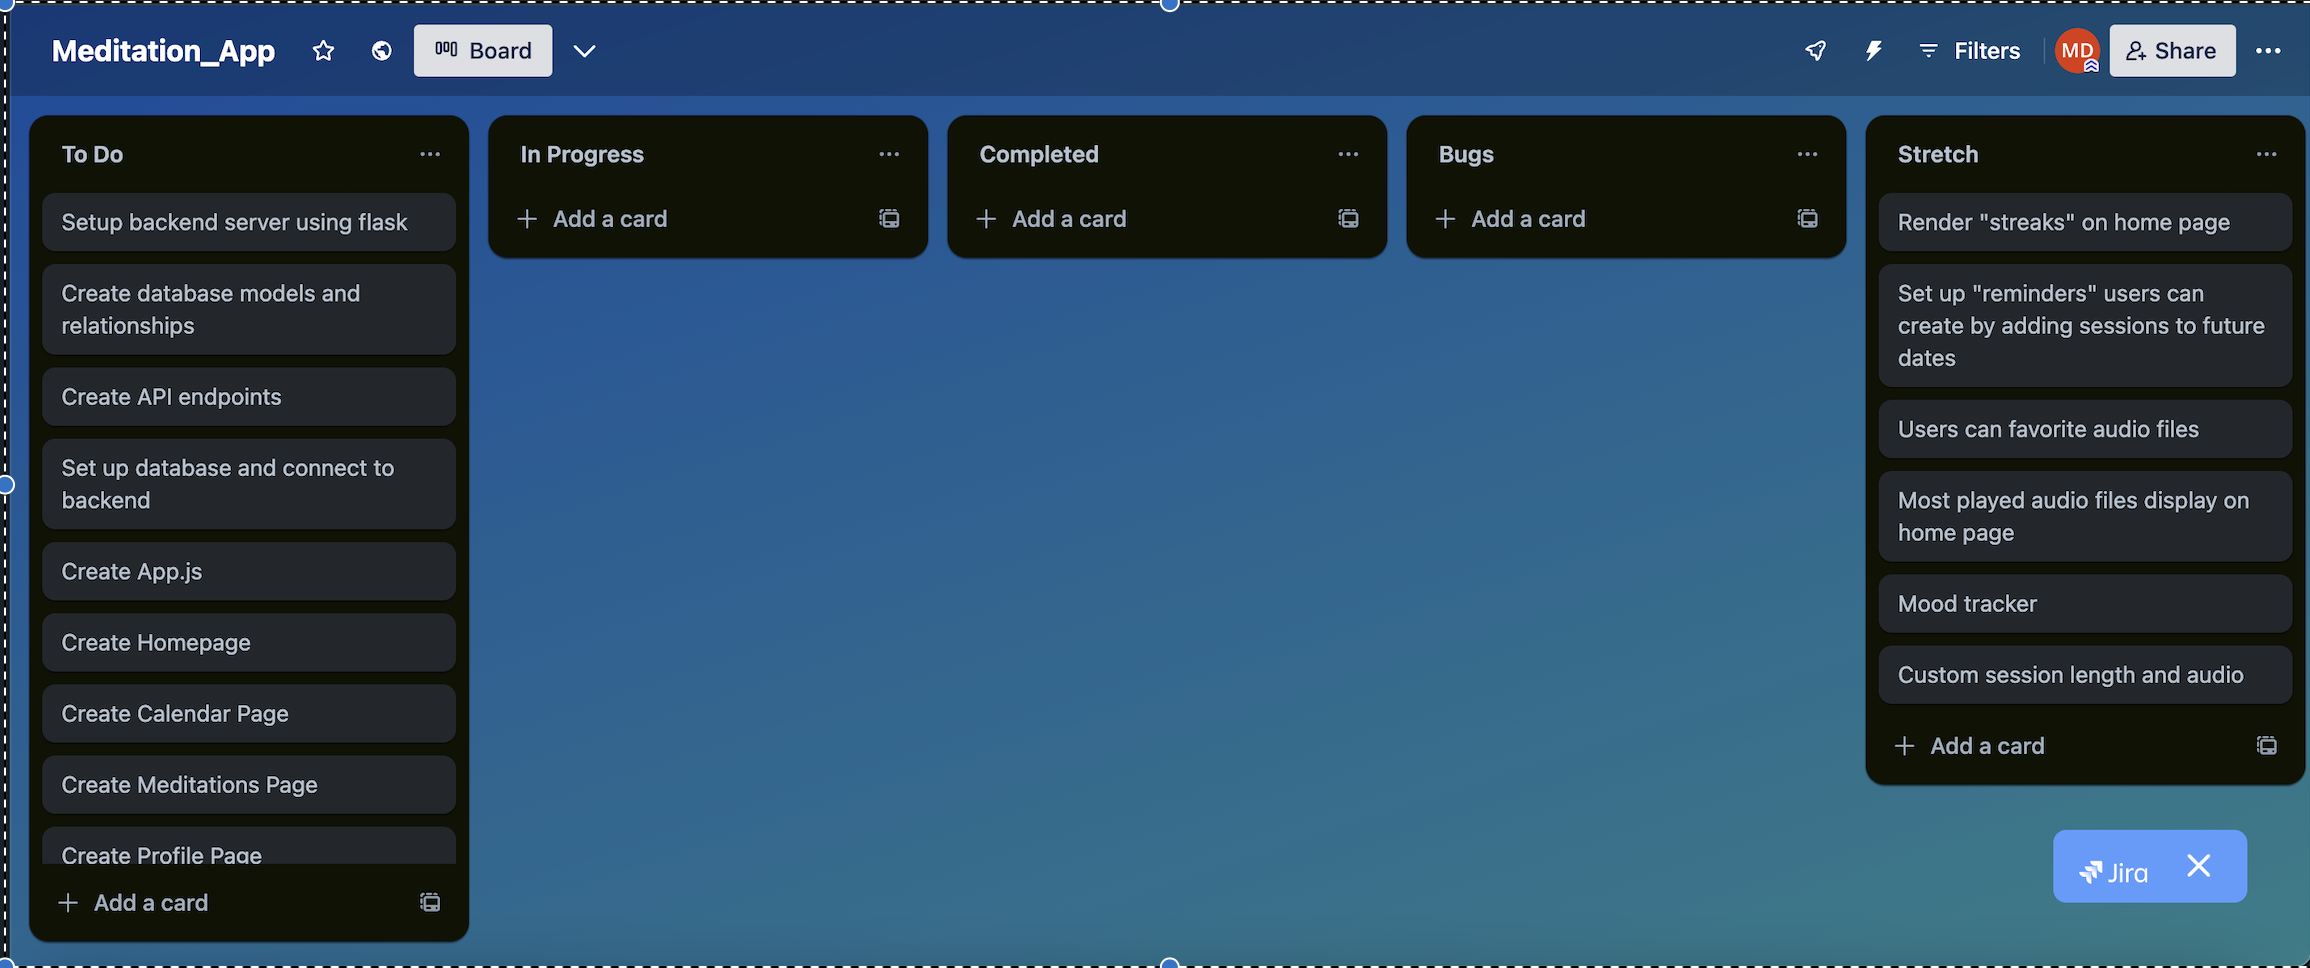 Meditation_App
Board
Filters
MD
Share
To Do
Setup backend server using flask
Create database models and
relationships
Create API endpoints
Set up database and connect to
backend
Create App.js
Create Homepage
Create Calendar Page
Create Meditations Page
Create Profile Page
Add a card
In Progress
Add a card
Completed
Add a card
Bugs
Add a card
Stretch
Render "streaks" on home page
Set up "reminders" users can
create by adding sessions to future
dates
Users can favorite audio files
Most played audio files display on
home page
Mood tracker
Custom session length and audio
Add a card
Jira